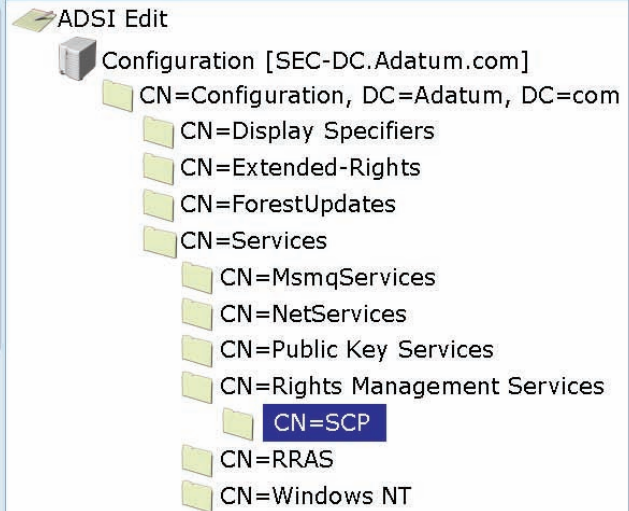 ADSI Edit
Configuration [SEC-DC.Adatum.com]
CN=Configuration, DC=Adatum, DC=com
CN=Display Specifiers
CN=Extended-Rights
CN=ForestUpdates
CN=Services
CN=MsmqServices
CN=NetServices
CN=Public Key Services
CN=Rights Management Services
CN=SCP
CN=RRAS
CN=Windows NT